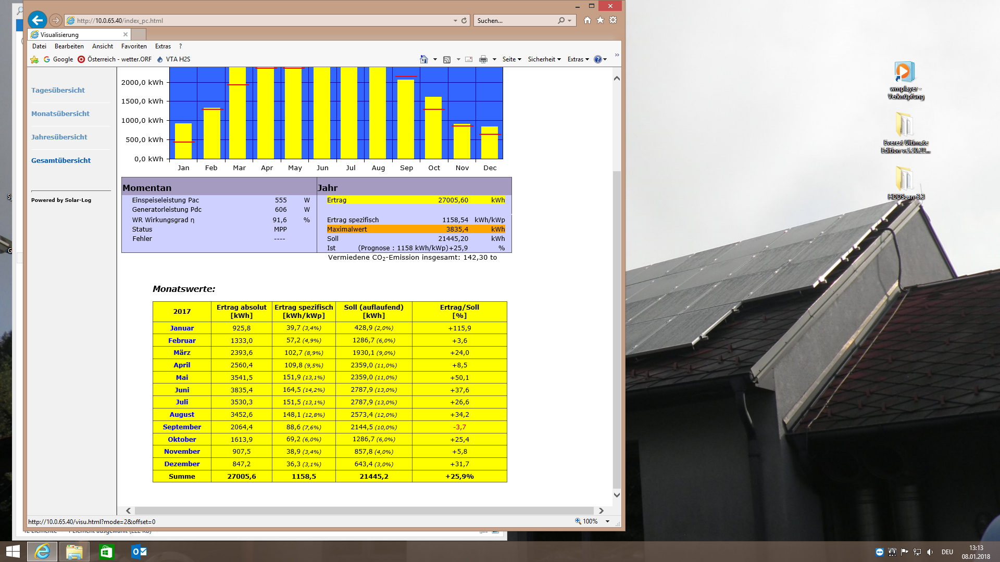 http://10.0.65.40/index_pc.html
Suchen...
Visualisierung
Datei Bearbeiten Ansicht Favoriten Extras ?
Google Österreich - wetter.ORF VTA H2S
Seite Sicherheit Extras
Tagesübersicht
Monatsübersicht
Jahresübersicht
Gesamtübersicht
Powered by Solar-Log
2000,0 kWh
1500,0 kWh
1000,0 kWh
500,0 kWh
0,0 kWh
Jan Feb Mar Apr May Jun Jul Aug Sep Oct Nov Dec
Momentan Jahr
Einspeiseleistung Pac 555 W Ertrag 27005,60 kWh
Generatorleistung Pdc 606 W
WR Wirkungsgrad η 91,6 % Ertrag spezifisch 1158,54 kWh/kWp
Status MPP Maximalwert 3835,4 kWh
Fehler ---- Soll 21445,20 kWh
Ist (Prognose : 1158 kWh/kWp)+25,9 %
Vermiedene CO₂-Emission insgesamt: 142,30 to
Monatswerte:
2017 Ertrag absolut [kWh] Ertrag spezifisch [kWh/kWp] Soll (auflaufend) [kWh] Ertrag/Soll [%]
Januar 925,8 39,7 (3,4%) 428,9 (2,0%) +115,9
Februar 1333,0 57,2 (4,9%) 1286,7 (6,0%) +3,6
März 2393,6 102,7 (8,9%) 1930,1 (9,0%) +24,0
April 2560,4 109,8 (9,5%) 2359,0 (11,0%) +8,5
Mai 3541,5 151,9 (13,1%) 2359,0 (11,0%) +50,1
Juni 3835,4 164,5 (14,2%) 2787,9 (13,0%) +37,6
Juli 3530,3 151,5 (13,1%) 2787,9 (13,0%) +26,6
August 3452,6 148,1 (12,8%) 2573,4 (12,0%) +34,2
September 2064,4 88,6 (7,6%) 2144,5 (10,0%) -3,7
Oktober 1613,9 69,2 (6,0%) 1286,7 (6,0%) +25,4
November 907,5 38,9 (3,4%) 857,8 (4,0%) +5,8
Dezember 847,2 36,3 (3,1%) 643,4 (3,0%) +31,7
Summe 27005,6 1158,5 21445,2 +25,9%
http://10.0.65.40/visu.html?mode=2&offset=0
100%
wmplayer -
Verknüpfung
Everest Ultimate
Edition v.5.50.22...
HDDScan-3.3
DEU
13:13
08.01.2018